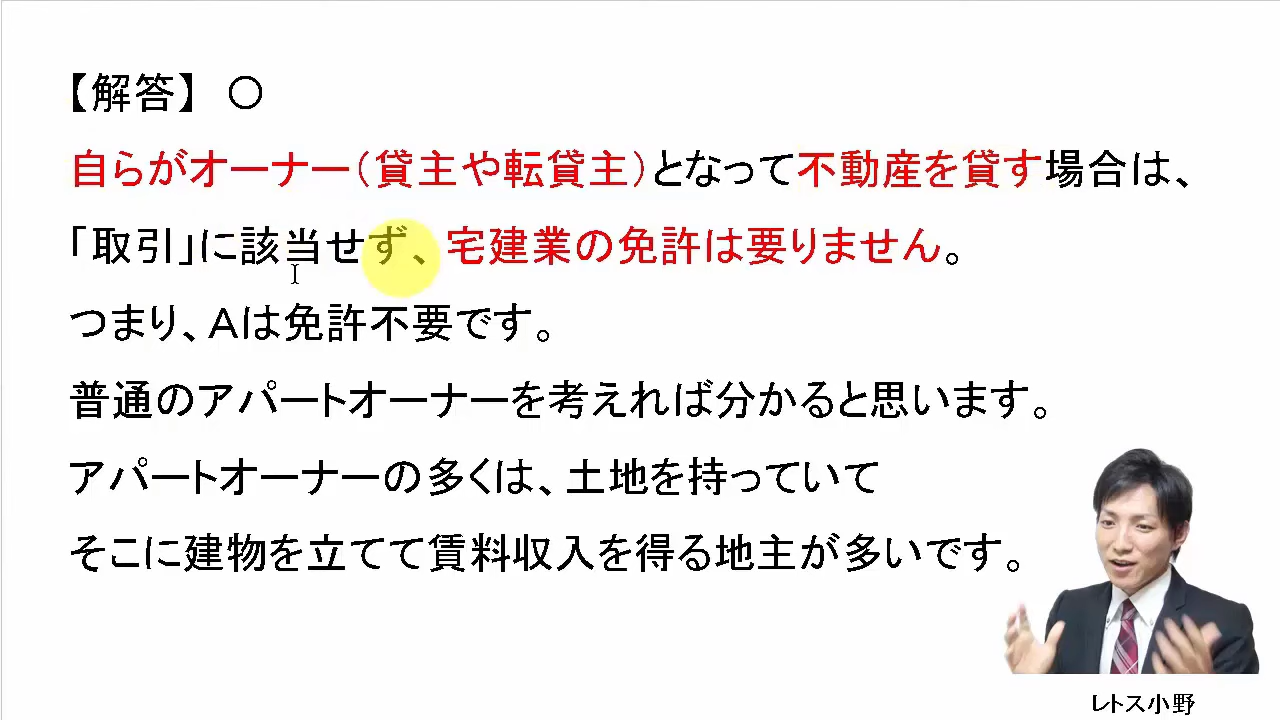 【解答】 〇
自らがオーナー（貸主や転貸主）となって不動産を貸す場合は、
「取引」に該当せず、宅建業の免許は要りません。
つまり、Aは免許不要です。
普通のアパートオーナーを考えれば分かると思います。
アパートオーナーの多くは、土地を持っていて
そこに建物を立てて賃料収入を得る地主が多いです。
レトス小野